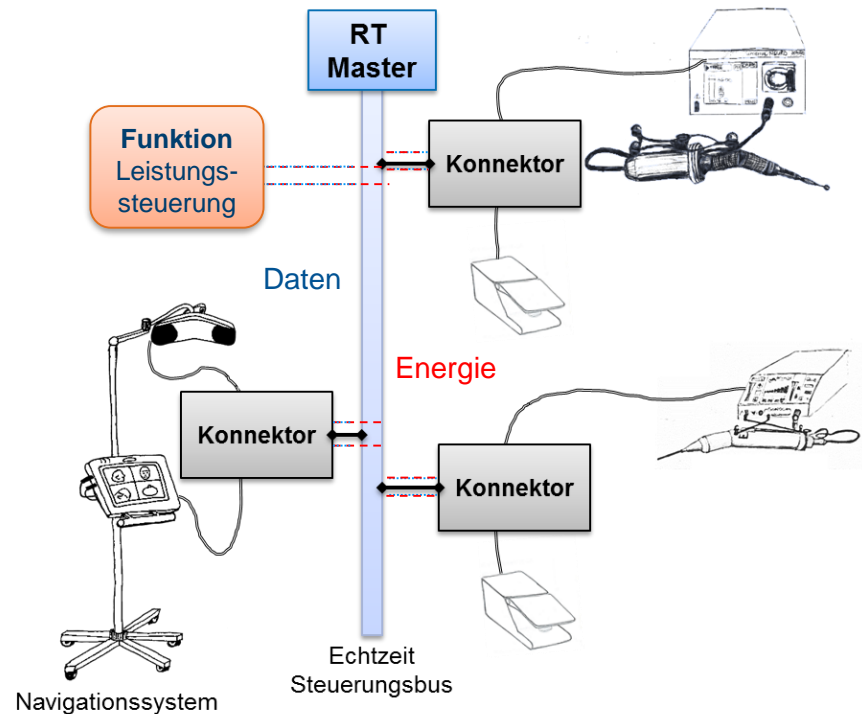 RT
Master
Funktion
Leistungs-
steuerung
Konnektor
Daten
Energie
Konnektor
Konnektor
Echtzeit
Steuerungsbus
Navigationssystem